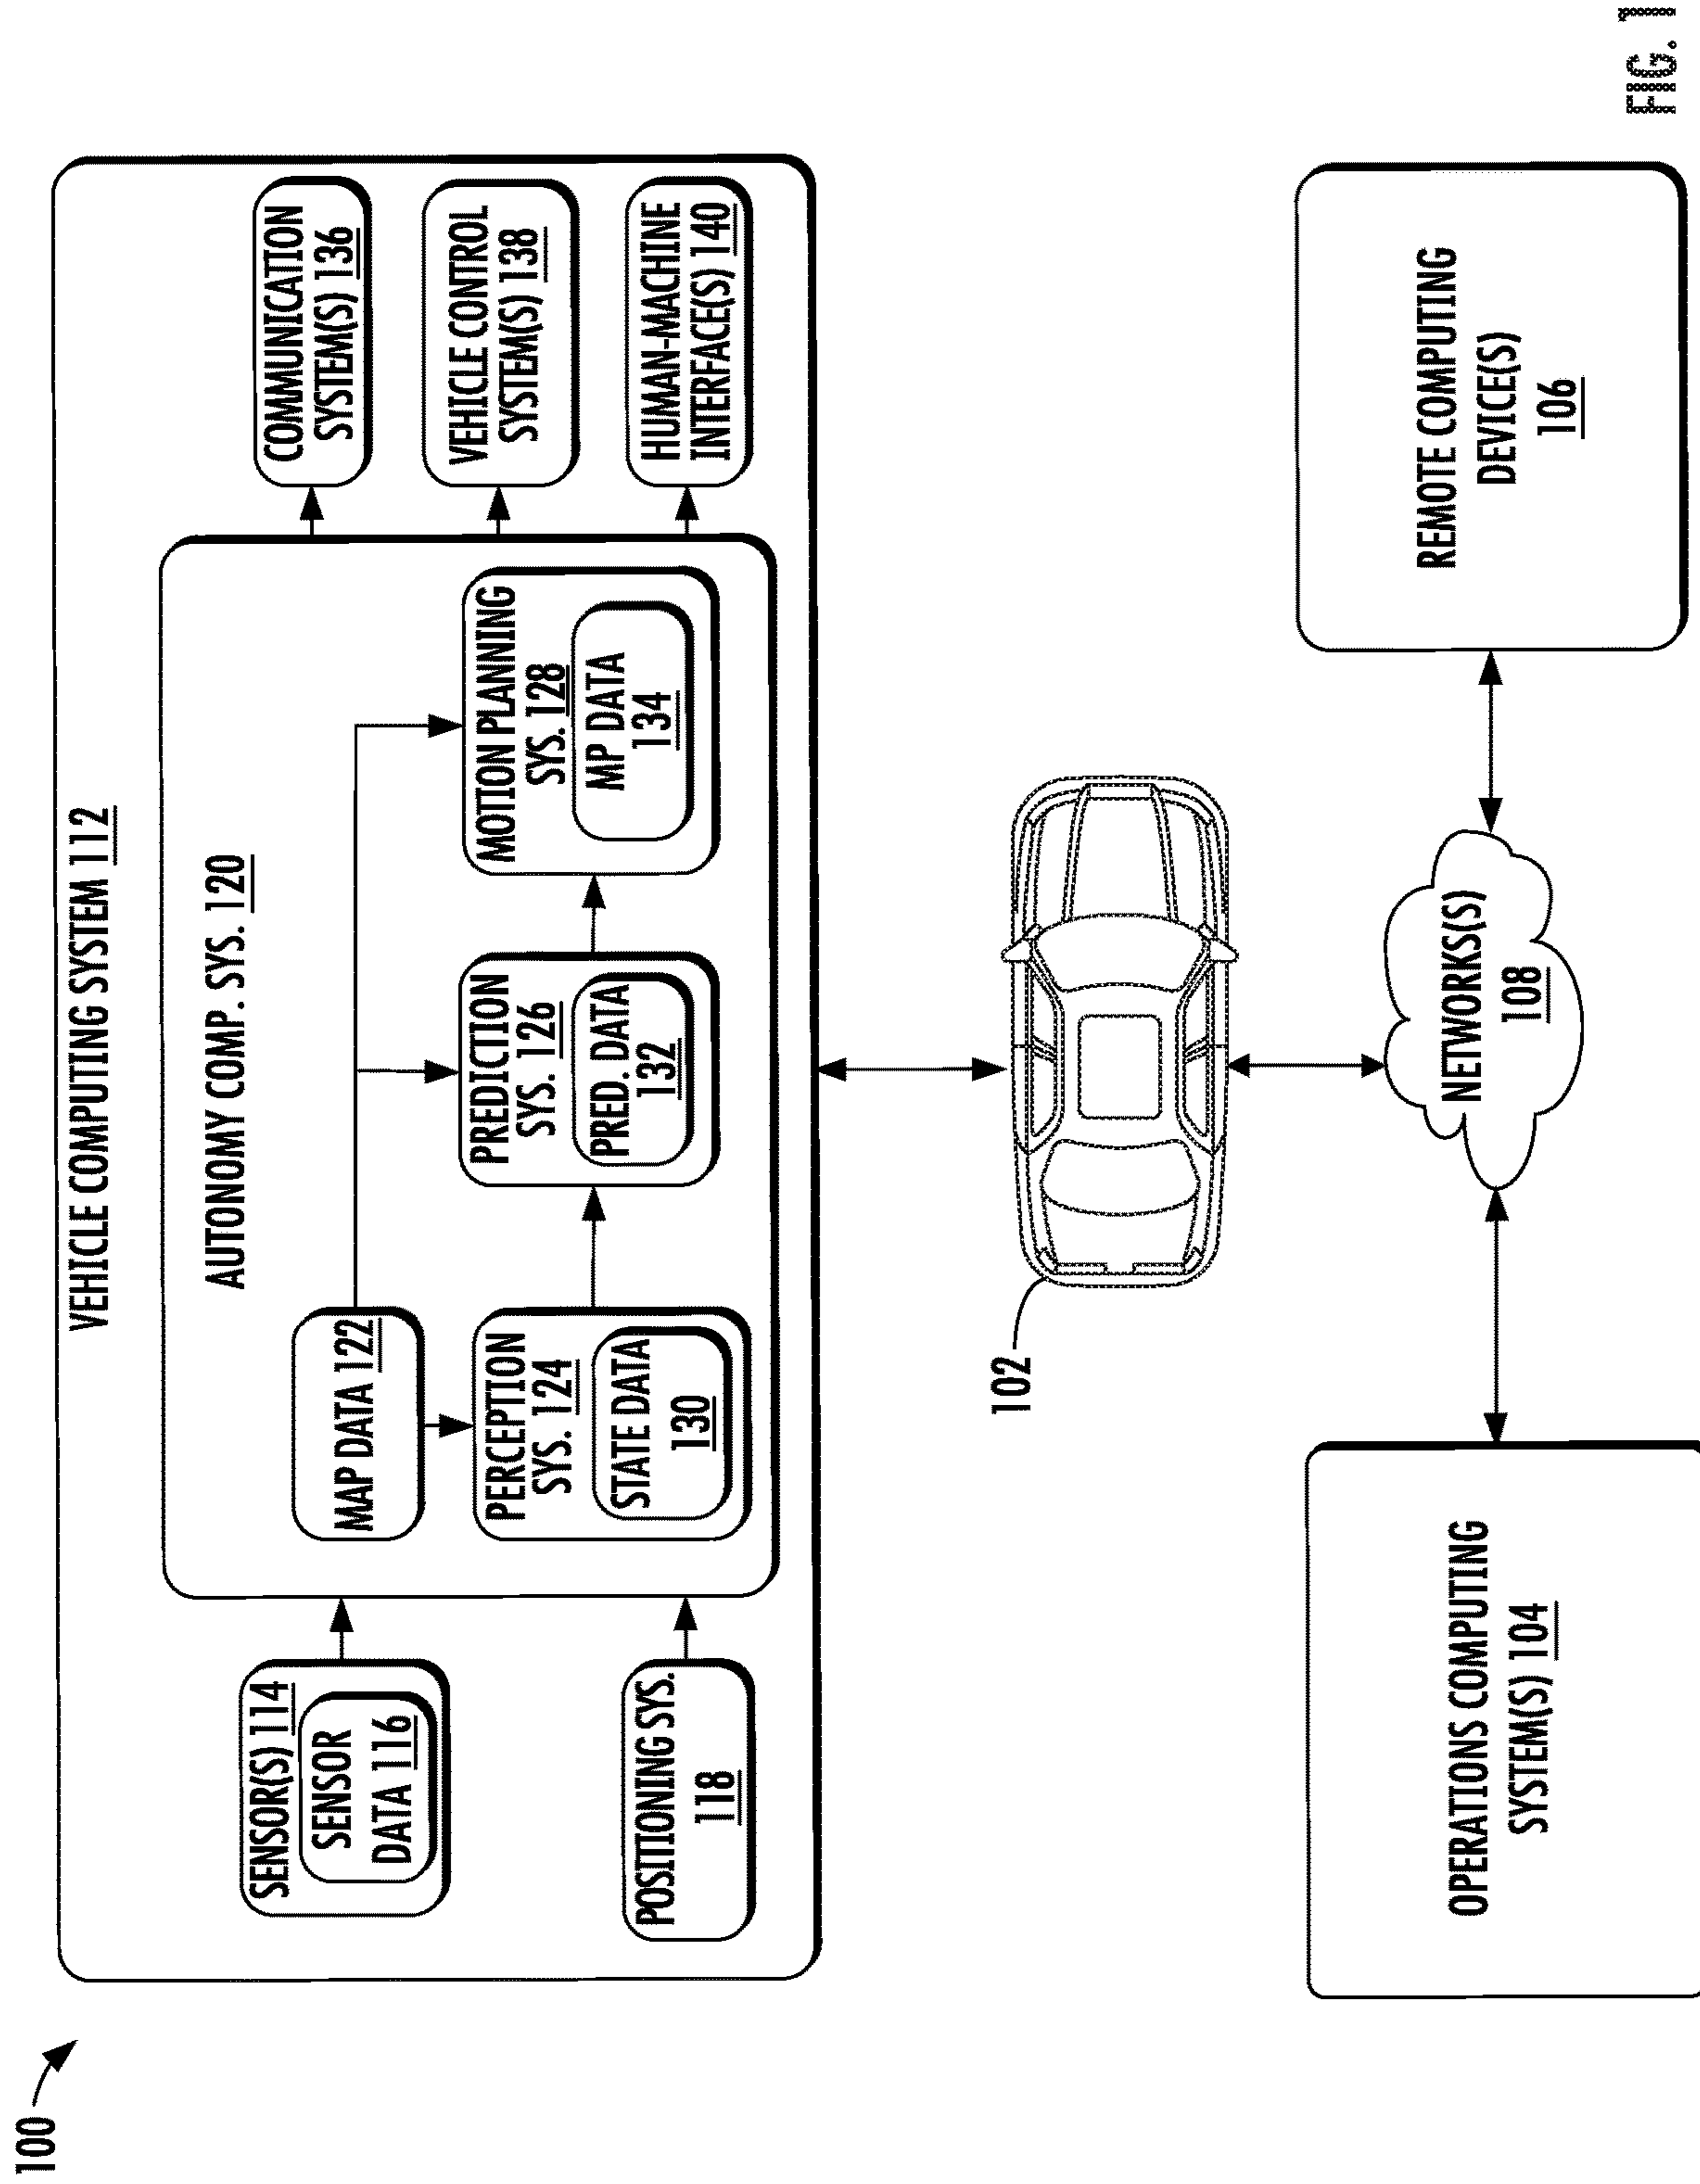 100
VEHICLE COMPUTING SYSTEM 112
SENSOR(S) 114
SENSOR
DATA 116
POSITIONING SYS.
118
AUTONOMY COMP. SYS. 120
MAP DATA 122
PERCEPTION
SYS. 124
STATE DATA
130
PREDICTION
SYS. 126
PRED. DATA
132
MOTION PLANNING
SYS. 128
MP DATA
134
COMMUNICATION
SYSTEM(S) 136
VEHICLE CONTROL
SYSTEM(S) 138
HUMAN-MACHINE
INTERFACE(S) 140
102
OPERATIONS COMPUTING
SYSTEM(S) 104
NETWORKS(S)
108
REMOTE COMPUTING
DEVICE(S)
106
FIG. 1